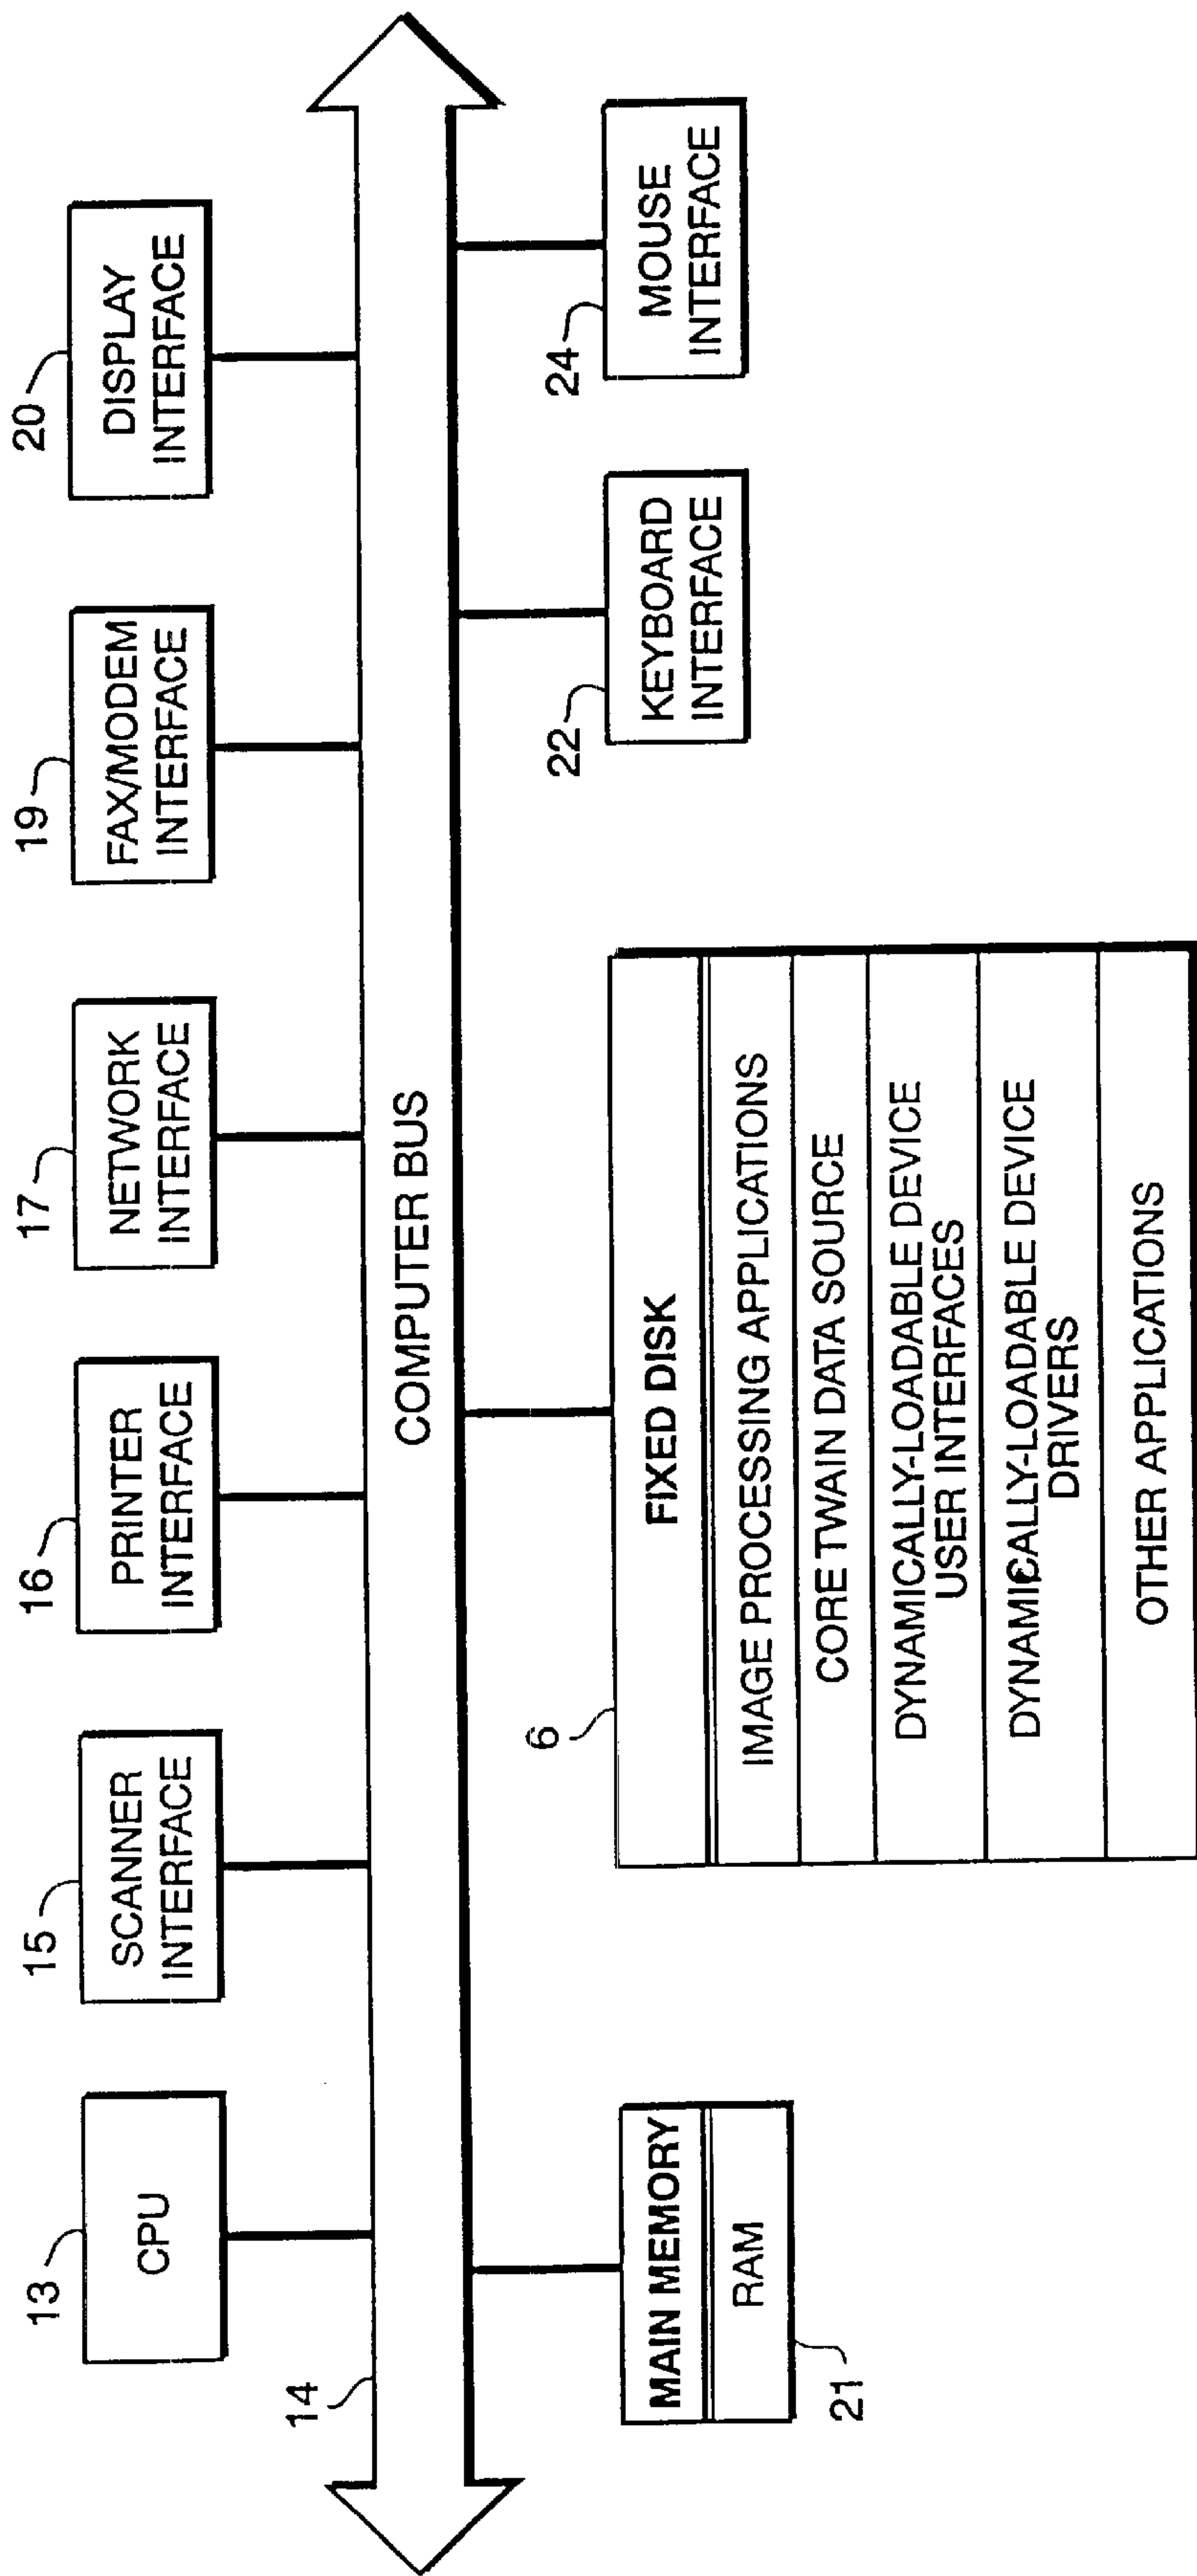 13
CPU
15
SCANNER
INTERFACE
16
PRINTER
INTERFACE
17
NETWORK
INTERFACE
19
FAX/MODEM
INTERFACE
20
DISPLAY
INTERFACE
14
COMPUTER BUS
MAIN MEMORY
RAM
21
6
FIXED DISK
IMAGE PROCESSING APPLICATIONS
CORE TWAIN DATA SOURCE
DYNAMICALLY-LOADABLE DEVICE
USER INTERFACES
DYNAMICALLY-LOADABLE DEVICE
DRIVERS
OTHER APPLICATIONS
22
KEYBOARD
INTERFACE
24
MOUSE
INTERFACE